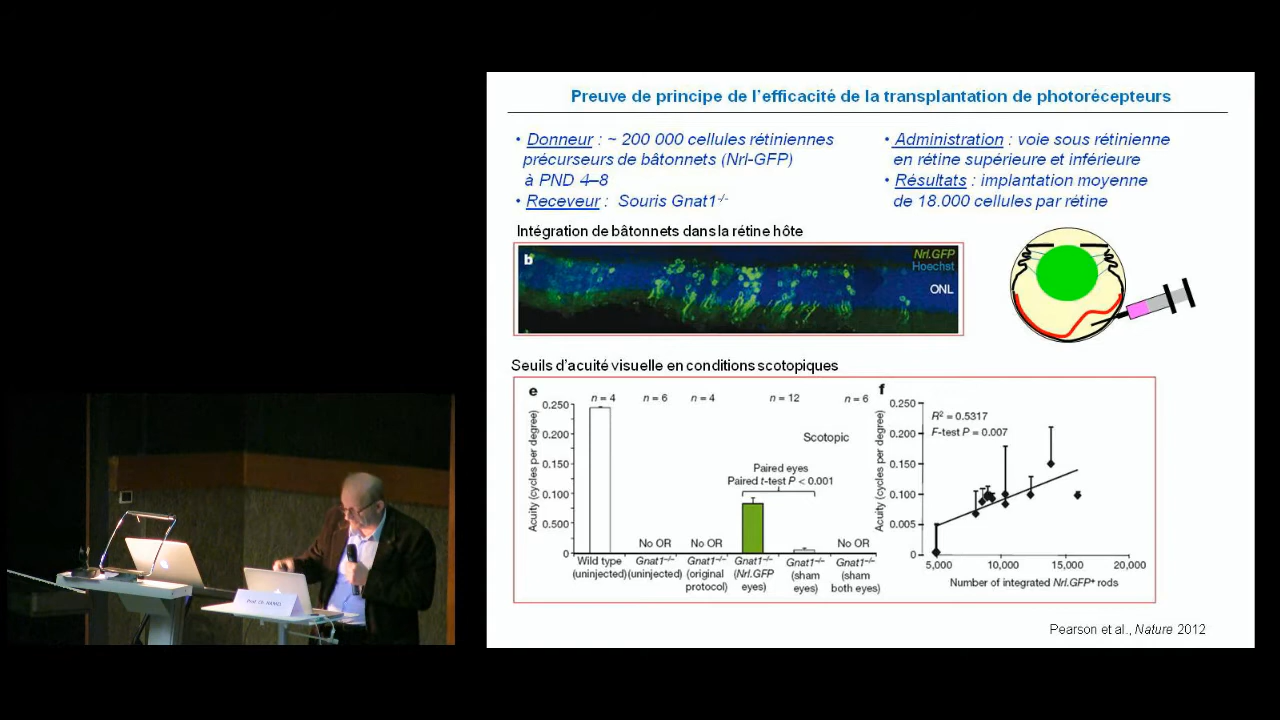 Preuve de principe de l'efficacité de la transplantation de photorécepteurs
• Donneur : ~ 200 000 cellules rétiniennes
précurseurs de bâtonnets (Nrl-GFP)
à PND 4–8
• Receveur : Souris Gnat1-/-
• Administration : voie sous rétinienne
en rétine supérieure et inférieure
• Résultats : implantation moyenne
de 18.000 cellules par rétine
Intégration de bâtonnets dans la rétine hôte
b
Nrl.GFP
Hoechst
ONL
Seuils d'acuité visuelle en conditions scotopiques
e
n = 4 n = 6 n = 4 n = 12 n = 6
Scotopic
Paired eyes
Paired t-test P < 0.001
Acuity (cycles per degree)
0.250
0.200
0.150
0.100
0.500
0
No OR No OR No OR
Wild type (uninjected)
Gnat1−/− (uninjected)
Gnat1−/− (original protocol)
Gnat1−/− (Nrl.GFP eyes)
Gnat1−/− (sham eyes)
Gnat1−/− (sham both eyes)
f
R² = 0.5317
F-test P = 0.007
Acuity (cycles per degree)
0.250
0.200
0.150
0.100
0.005
0
5,000 10,000 15,000 20,000
Number of integrated Nrl.GFP+ rods
Pearson et al., Nature 2012